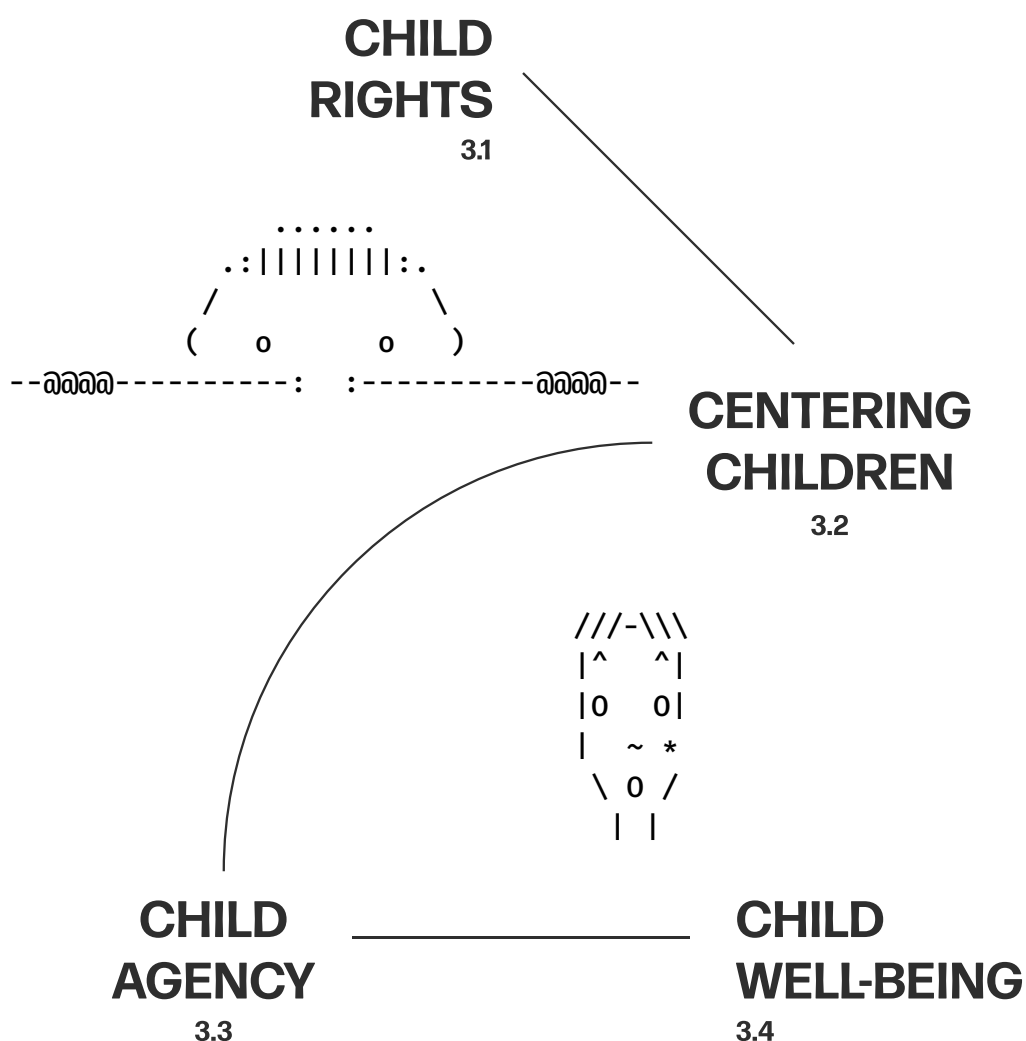 CHILD
RIGHTS
3.1
. . . . . .
.:||||||||:.
/ \
( o o )
--@@@@----------: :----------@@@@--
CENTERING
CHILDREN
3.2
///-\\\
|^ ^|
|O O|
| ~ *
\ O /
| |
CHILD
AGENCY
3.3
CHILD
WELL-BEING
3.4